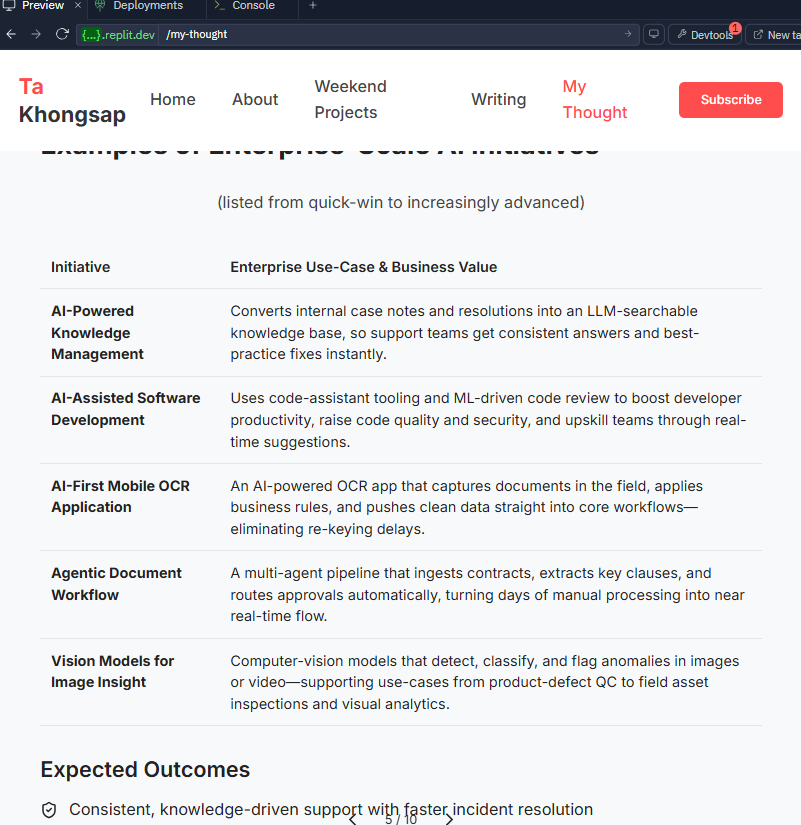 Preview
Deployments
Console
{...}.replit.dev /my-thought
Devtools
1
New ta
Ta
Khongsap
Home
About
Weekend
Projects
Writing
My
Thought
Subscribe
(listed from quick-win to increasingly advanced)
Initiative
Enterprise Use-Case & Business Value
AI-Powered
Knowledge
Management
Converts internal case notes and resolutions into an LLM-searchable
knowledge base, so support teams get consistent answers and best-
practice fixes instantly.
AI-Assisted Software
Development
Uses code-assistant tooling and ML-driven code review to boost developer
productivity, raise code quality and security, and upskill teams through real-
time suggestions.
AI-First Mobile OCR
Application
An AI-powered OCR app that captures documents in the field, applies
business rules, and pushes clean data straight into core workflows—
eliminating re-keying delays.
Agentic Document
Workflow
A multi-agent pipeline that ingests contracts, extracts key clauses, and
routes approvals automatically, turning days of manual processing into near
real-time flow.
Vision Models for
Image Insight
Computer-vision models that detect, classify, and flag anomalies in images
or video—supporting use-cases from product-defect QC to field asset
inspections and visual analytics.
Expected Outcomes
Consistent, knowledge-driven support with faster incident resolution
5 / 10